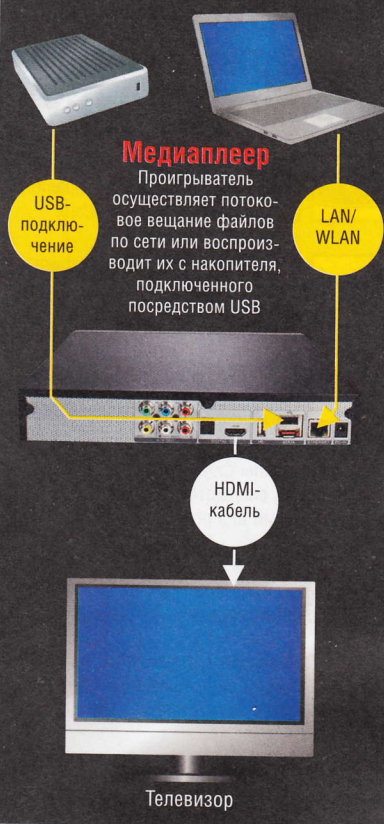 Медиаплеер
Проигрыватель
осуществляет потоко-
вое вещание файлов
по сети или воспроиз-
водит их с накопителя,
подключенного
посредством USB
USB-
подклю-
чение
LAN/
WLAN
HDMI-
кабель
Телевизор